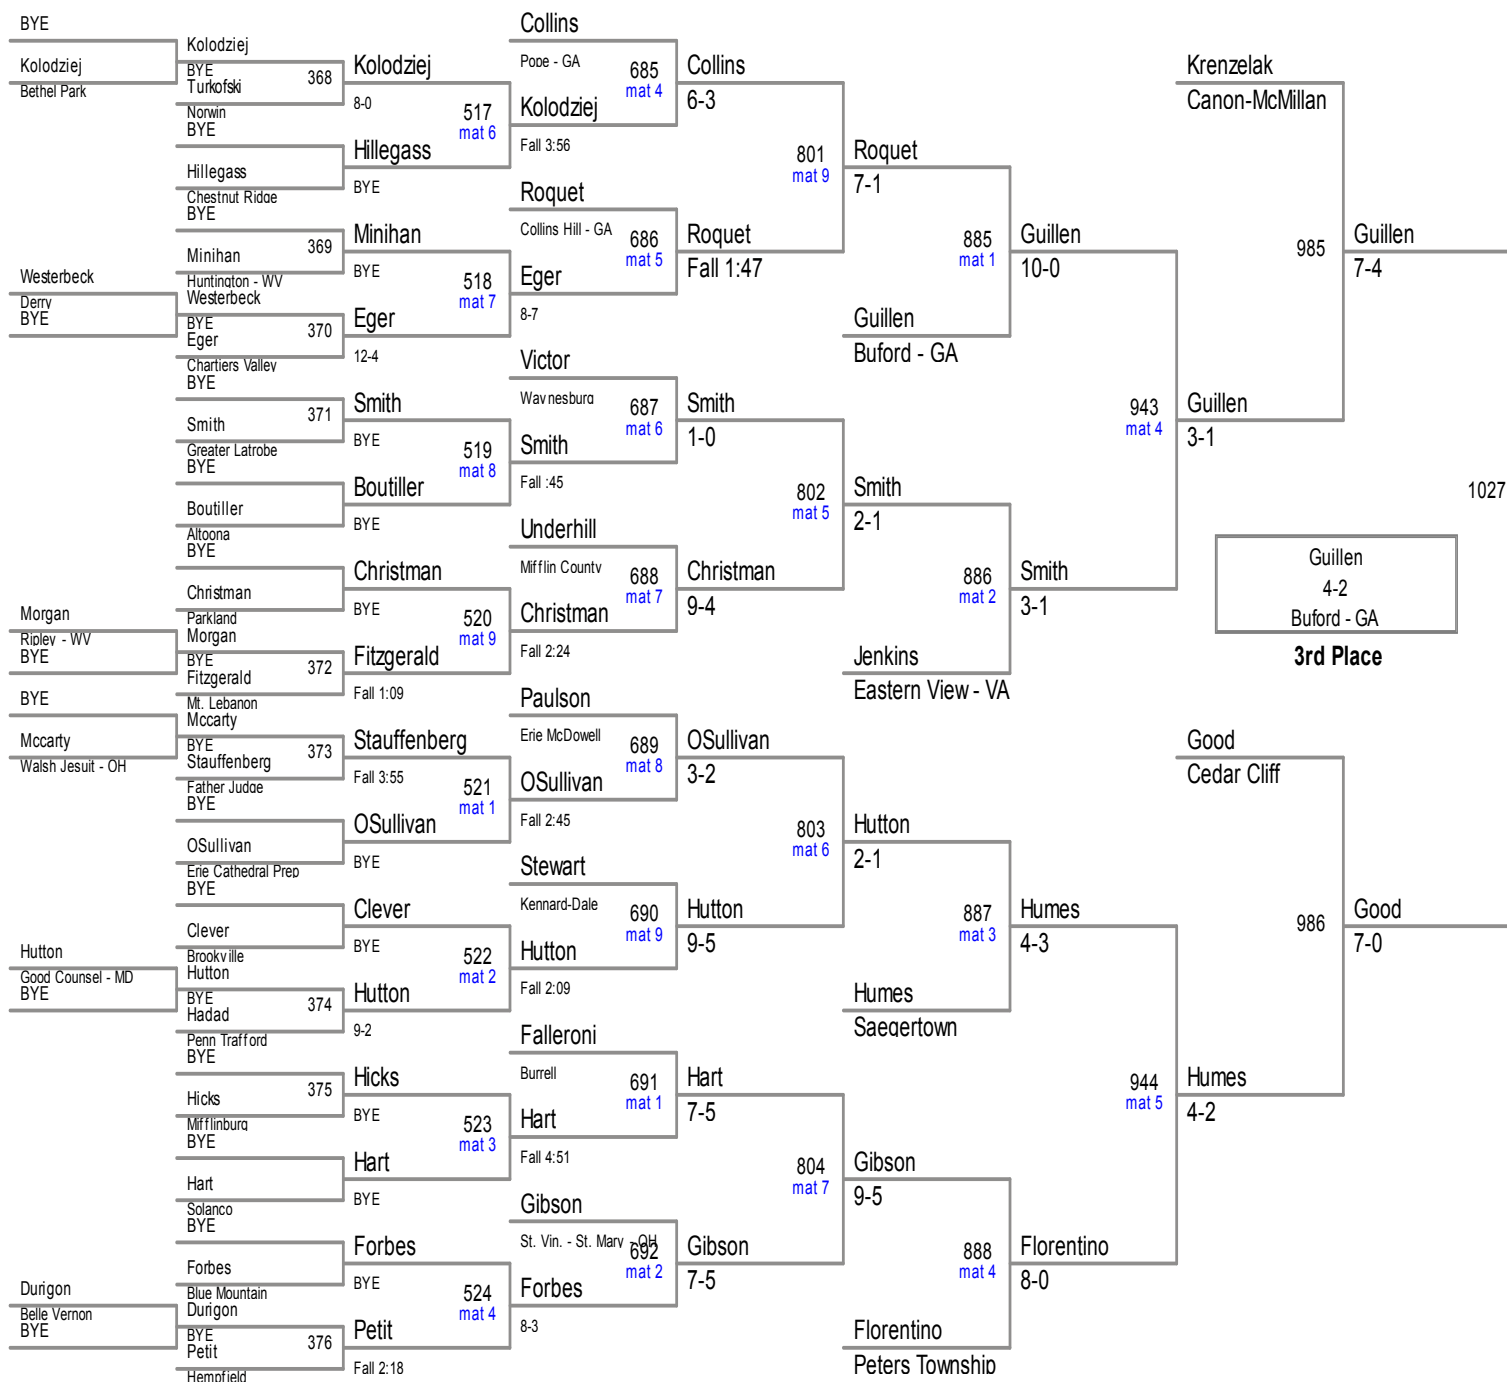 BYE
Kolodziej
Bethel Park
Westerbeck
Derry
BYE
Morgan
Ripley - WV
BYE
BYE
Mccarty
Walsh Jesuit - OH
Hutton
Good Counsel - MD
BYE
Durigon
Belle Vernon
BYE
Kolodziej
BYE
368
Turkofski
Norwin
BYE
Hillegass
Chestnut Ridge
BYE
369
Minihan
Huntington - WV
Westerbeck
BYE
370
Eger
Chartiers Valley
BYE
371
Smith
Greater Latrobe
BYE
Boutiller
Altoona
BYE
Christman
Parkland
Morgan
BYE
372
Fitzgerald
Mt. Lebanon
Mccarty
BYE
373
Stauffenberg
Father Judge
BYE
OSullivan
Erie Cathedral Prep
BYE
Clever
Brookville
Hutton
BYE
374
Hadad
Penn Trafford
BYE
375
Hicks
Mifflinburg
BYE
Hart
Solanco
BYE
Forbes
Blue Mountain
Durigon
BYE
376
Petit
Hempfield
Kolodziej
8-0
517
mat 6
Hillegass
BYE
Minihan
BYE
518
mat 7
Eger
12-4
Smith
BYE
519
mat 8
Boutiller
BYE
Christman
BYE
520
mat 9
Fitzgerald
Fall 1:09
Stauffenberg
Fall 3:55
521
mat 1
OSullivan
BYE
Clever
BYE
522
mat 2
Hutton
9-2
Hicks
BYE
523
mat 3
Hart
BYE
Forbes
BYE
524
mat 4
Petit
Fall 2:18
Collins
Pope - GA
685
mat 4
Kolodziej
Fall 3:56
Roquet
Collins Hill - GA
686
mat 5
Eger
8-7
Victor
Waynesburg
687
mat 6
Smith
Fall :45
Underhill
Mifflin County
688
mat 7
Christman
Fall 2:24
Paulson
Erie McDowell
689
mat 8
OSullivan
Fall 2:45
Stewart
Kennard-Dale
690
mat 9
Hutton
Fall 2:09
Falleroni
Burrell
691
mat 1
Hart
Fall 4:51
Gibson
St. Vin. - St. Mary - OH
692
mat 2
Forbes
8-3
Collins
6-3
801
mat 9
Roquet
Fall 1:47
Smith
1-0
802
mat 5
Christman
9-4
OSullivan
3-2
803
mat 6
Hutton
9-5
Hart
7-5
804
mat 7
Gibson
7-5
Roquet
7-1
885
mat 1
Guillen
Buford - GA
Smith
2-1
886
mat 2
Jenkins
Eastern View - VA
Hutton
2-1
887
mat 3
Humes
Saegertown
Gibson
9-5
888
mat 4
Florentino
Peters Township
Guillen
10-0
943
mat 4
Smith
3-1
Humes
4-3
944
mat 5
Florentino
8-0
Krenzelak
Canon-McMillan
985
Guillen
3-1
Good
Cedar Cliff
986
Humes
4-2
Guillen
7-4
1027
Good
7-0
Guillen
4-2
Buford - GA
3rd Place